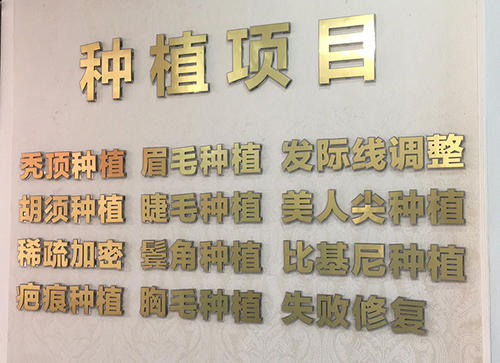 种植项目
秃顶种植 眉毛种植 发际线调整
胡须种植 睫毛种植 美人尖种植
稀疏加密 鬓角种植 比基尼种植
疤痕种植 胸毛种植 失败修复